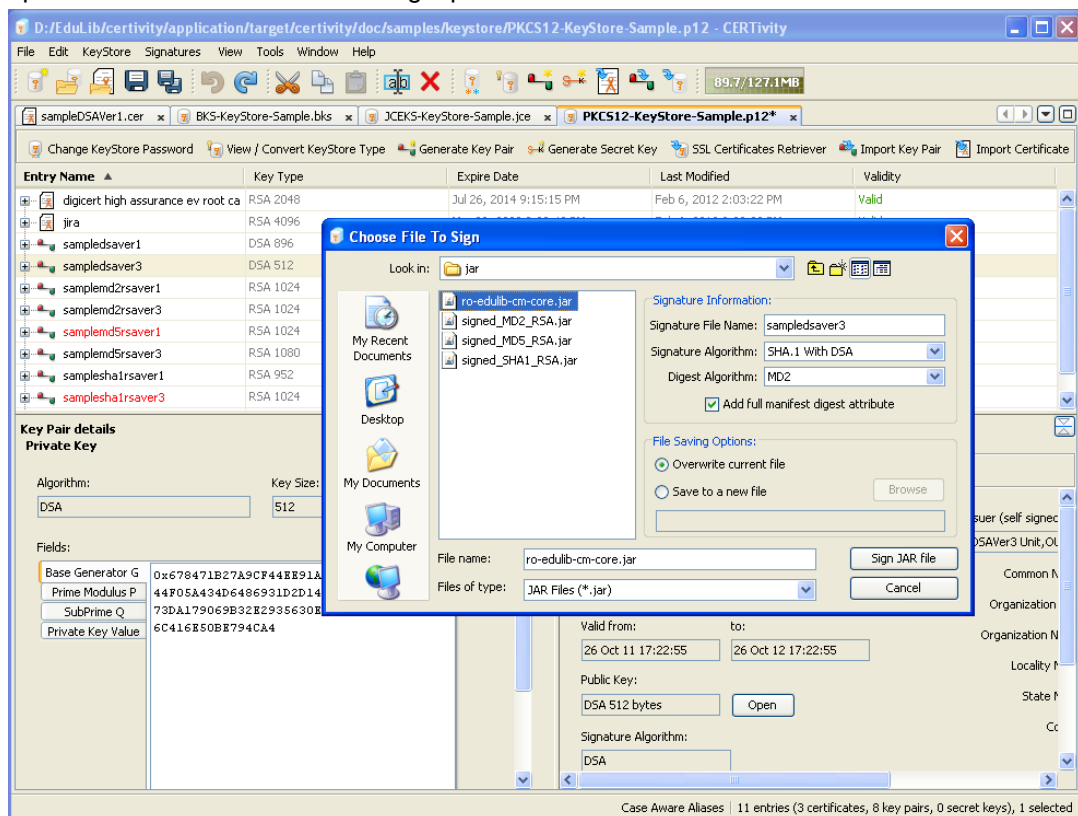 D:/EduLib/certivity/application/target/certivity/doc/samples/keystore/PKCS12-KeyStore-Sample.p12 - CERTivity
File Edit KeyStore Signatures View Tools Window Help
89.7/127.1MB
sampleDSAVer1.cer x BKS-KeyStore-Sample.bks x JCEKS-KeyStore-Sample.jce x PKCS12-KeyStore-Sample.p12* x
Change KeyStore Password View / Convert KeyStore Type Generate Key Pair Generate Secret Key SSL Certificates Retriever Import Key Pair Import Certificate
Entry Name Key Type Expire Date Last Modified Validity
digicert high assurance ev root ca RSA 2048 Jul 26, 2014 9:15:15 PM Feb 6, 2012 2:03:22 PM Valid
jira RSA 4096
sampledsaver1 DSA 896
sampledsaver3 DSA 512
samplemd2rsaver1 RSA 1024
samplemd2rsaver3 RSA 1024
samplemd5rsaver1 RSA 1024
samplemd5rsaver3 RSA 1080
samplesha1rsaver1 RSA 952
samplesha1rsaver3 RSA 1024
Choose File To Sign
Look in: jar
My Recent Documents
Desktop
My Documents
My Computer
ro-edulib-cm-core.jar
signed_MD2_RSA.jar
signed_MD5_RSA.jar
signed_SHA1_RSA.jar
Signature Information:
Signature File Name: sampledsaver3
Signature Algorithm: SHA.1 With DSA
Digest Algorithm: MD2
Add full manifest digest attribute
File Saving Options:
Overwrite current file
Save to a new file Browse
File name: ro-edulib-cm-core.jar Sign JAR file
Files of type: JAR Files (*.jar) Cancel
Key Pair details
Private Key
Algorithm: Key Size:
DSA 512
Fields:
Base Generator G
Prime Modulus P
SubPrime Q
Private Key Value
0x678471B27A9CF44EE91A
44F05A434D6486931D2D14
73DA179069B32E2935630E
6C416E50BE794CA4
suer (self signed
DSAVer3 Unit,OU
Common N
Organization
Organization N
Locality N
State N
Co
Valid from: to:
26 Oct 11 17:22:55 26 Oct 12 17:22:55
Public Key:
DSA 512 bytes Open
Signature Algorithm:
DSA
Case Aware Aliases 11 entries (3 certificates, 8 key pairs, 0 secret keys), 1 selected